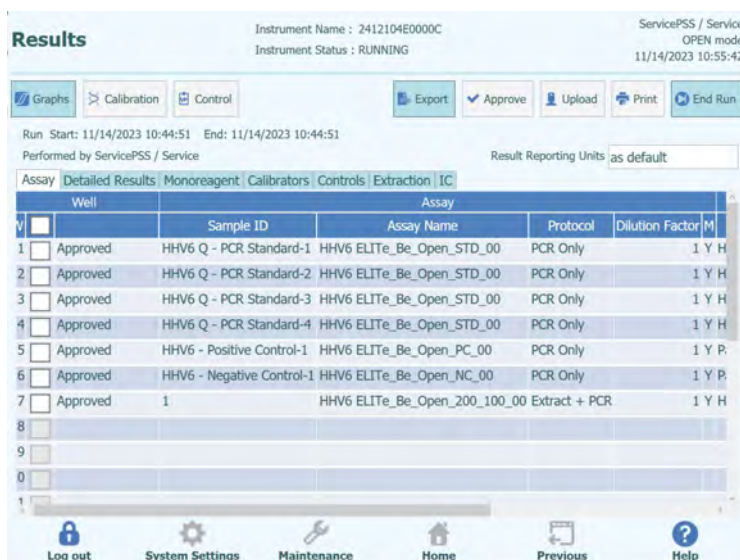 Results
Instrument Name : 2412104E0000C
Instrument Status : RUNNING
ServicePSS / Service
OPEN mode
11/14/2023 10:55:42
Graphs Calibration Control Export Approve Upload Print End Run
Run Start: 11/14/2023 10:44:51 End: 11/14/2023 10:44:51
Performed by ServicePSS / Service Result Reporting Units as default
Assay Detailed Results Monoreagent Calibrators Controls Extraction IC
Well Assay
Sample ID Assay Name Protocol Dilution Factor M
1 Approved HHV6 Q - PCR Standard-1 HHV6 ELITe_Be_Open_STD_00 PCR Only 1 Y H
2 Approved HHV6 Q - PCR Standard-2 HHV6 ELITe_Be_Open_STD_00 PCR Only 1 Y H
3 Approved HHV6 Q - PCR Standard-3 HHV6 ELITe_Be_Open_STD_00 PCR Only 1 Y H
4 Approved HHV6 Q - PCR Standard-4 HHV6 ELITe_Be_Open_STD_00 PCR Only 1 Y H
5 Approved HHV6 - Positive Control-1 HHV6 ELITe_Be_Open_PC_00 PCR Only 1 Y P
6 Approved HHV6 - Negative Control-1 HHV6 ELITe_Be_Open_NC_00 PCR Only 1 Y P
7 Approved 1 HHV6 ELITe_Be_Open_200_100_00 Extract + PCR 1 Y H
8
9
0
1
Log out System Settings Maintenance Home Previous Help